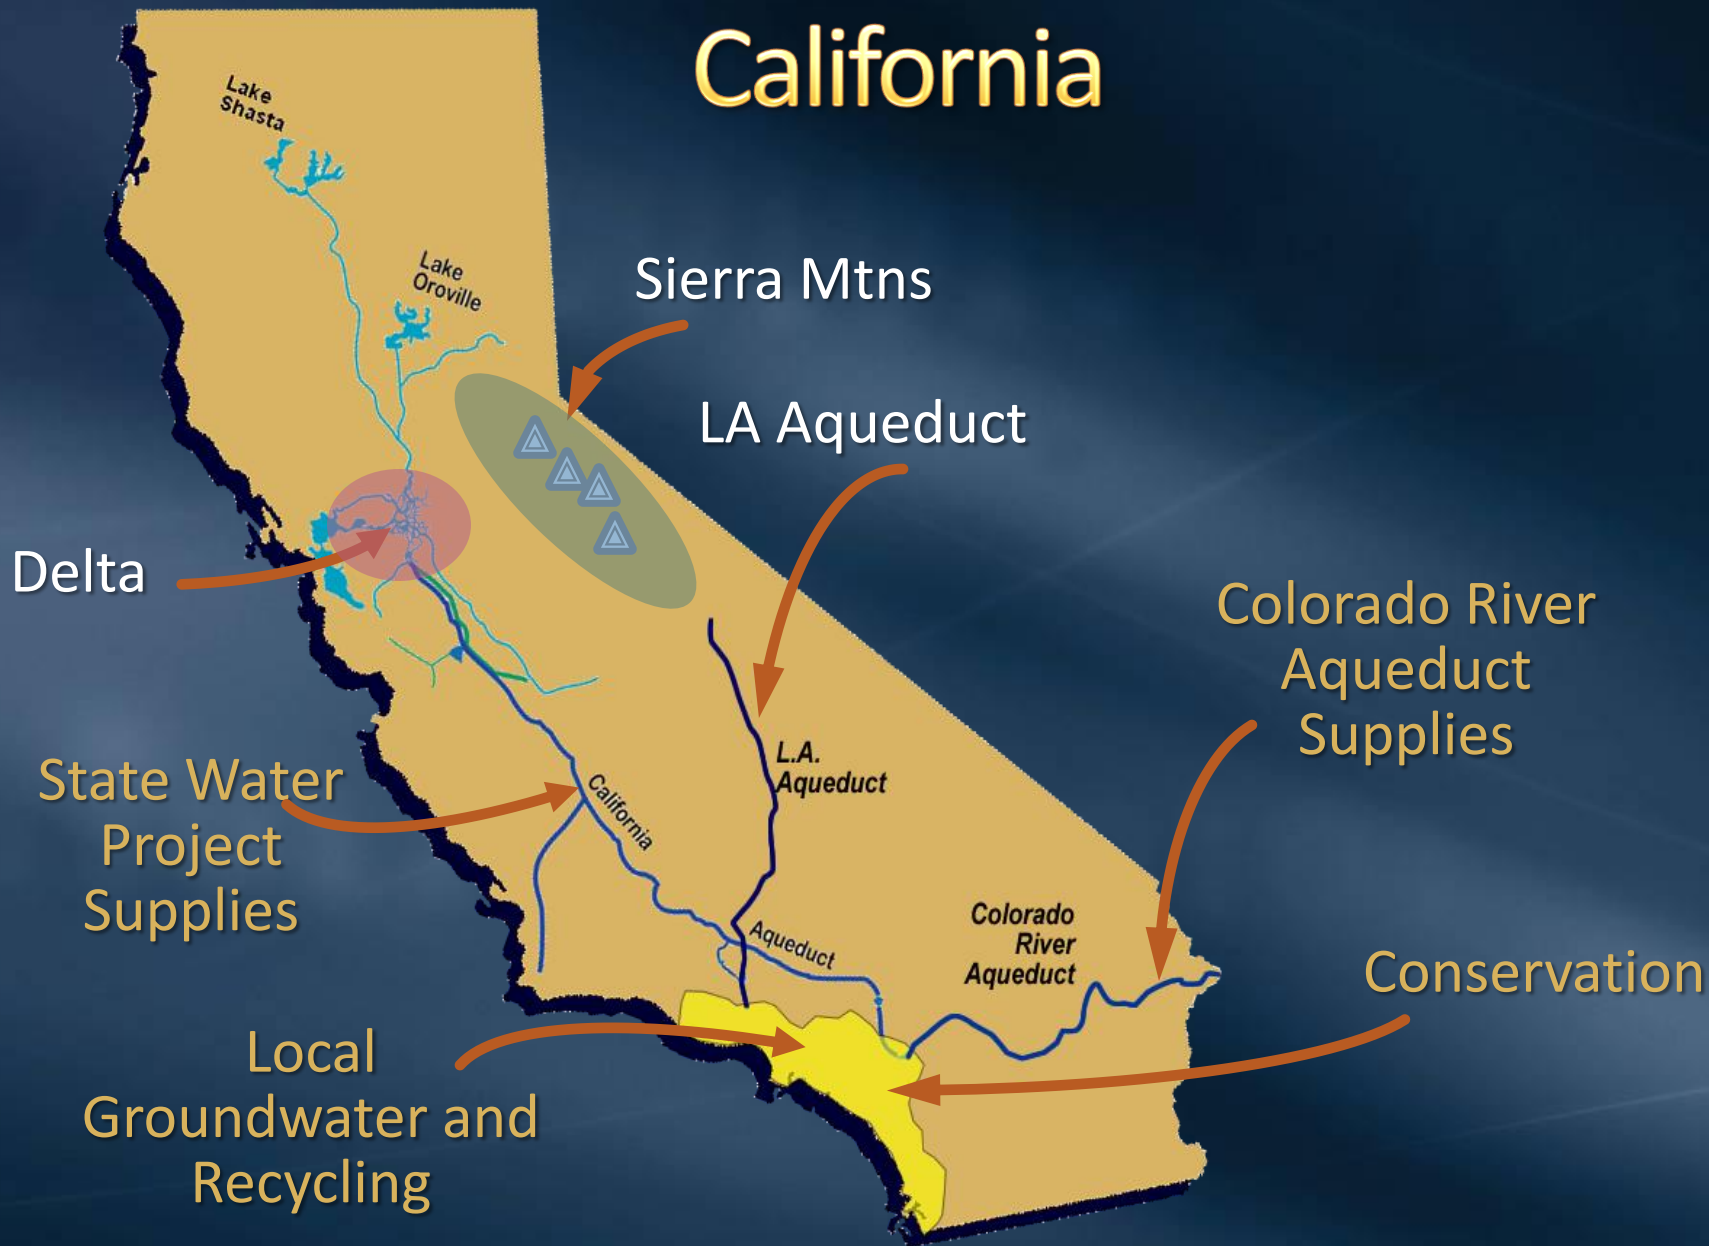 California
Lake
Shasta
Lake
Oroville
Sierra Mtns
LA Aqueduct
Delta
Colorado River
Aqueduct
Supplies
L.A.
Aqueduct
State Water
Project
Supplies
California
Aqueduct
Colorado
River
Aqueduct
Conservation
Local
Groundwater and
Recycling